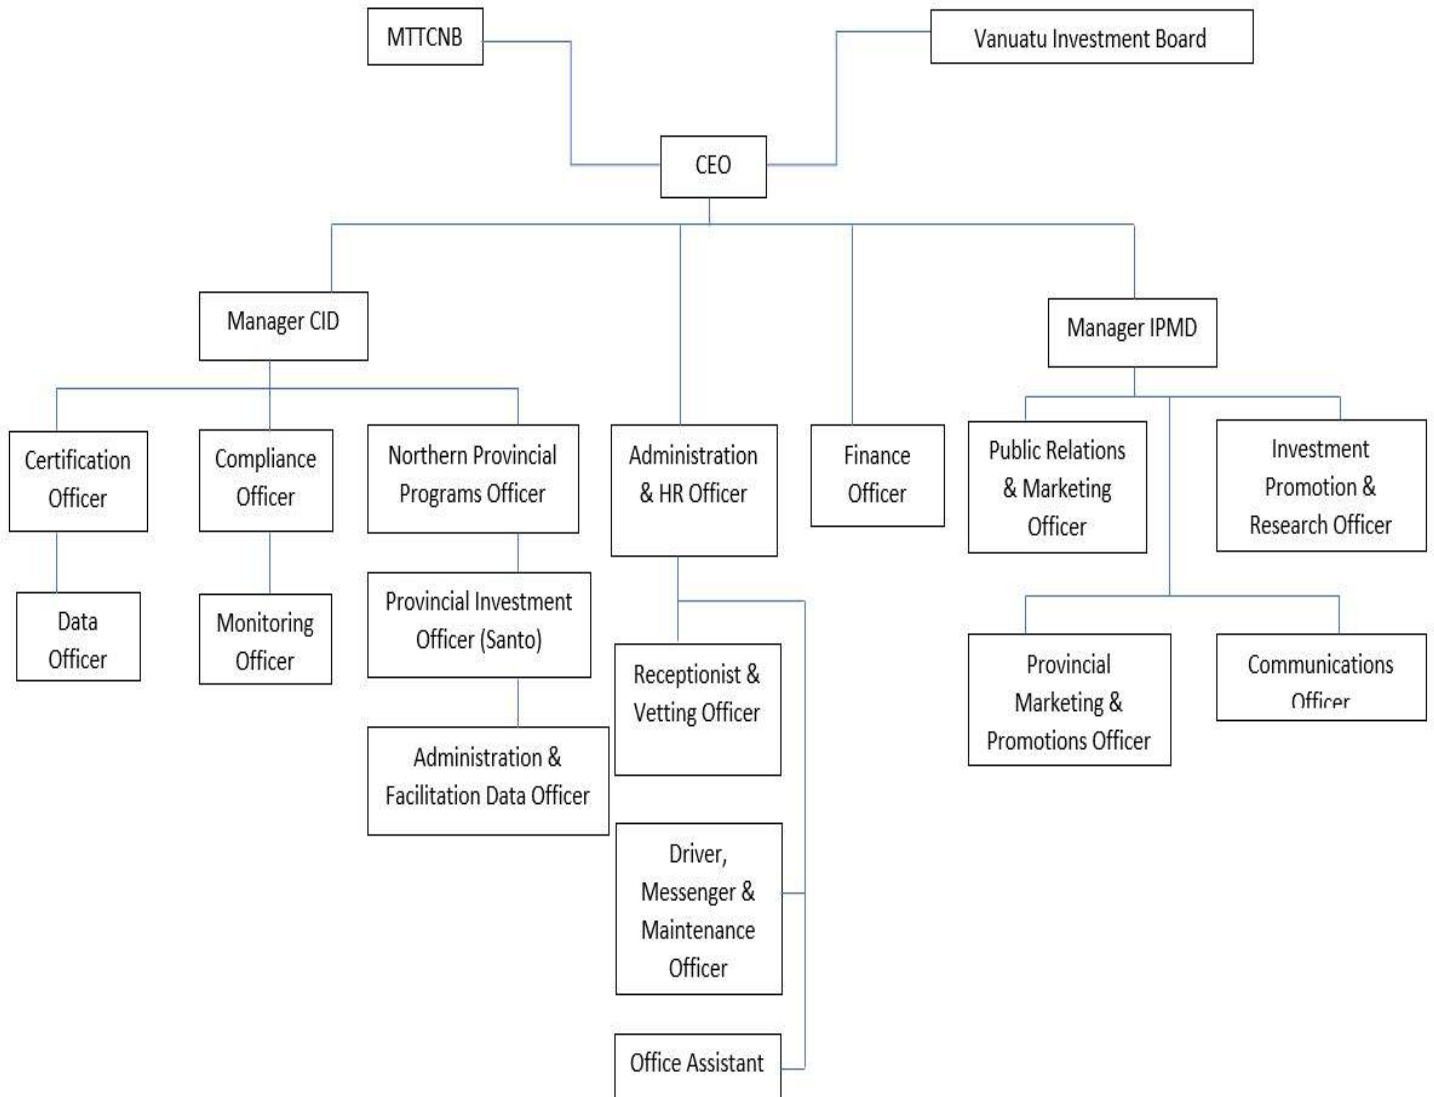 MTTCNB
Vanuatu Investment Board
CEO
Manager CID
Manager IPMD
Certification
Officer
Compliance
Officer
Northern Provincial
Programs Officer
Administration
& HR Officer
Finance
Officer
Public Relations
& Marketing
Officer
Investment
Promotion &
Research Officer
Data
Officer
Monitoring
Officer
Provincial Investment
Officer (Santo)
Receptionist &
Vetting Officer
Provincial
Marketing &
Promotions Officer
Communications
Officer
Administration &
Facilitation Data Officer
Driver,
Messenger &
Maintenance
Officer
Office Assistant